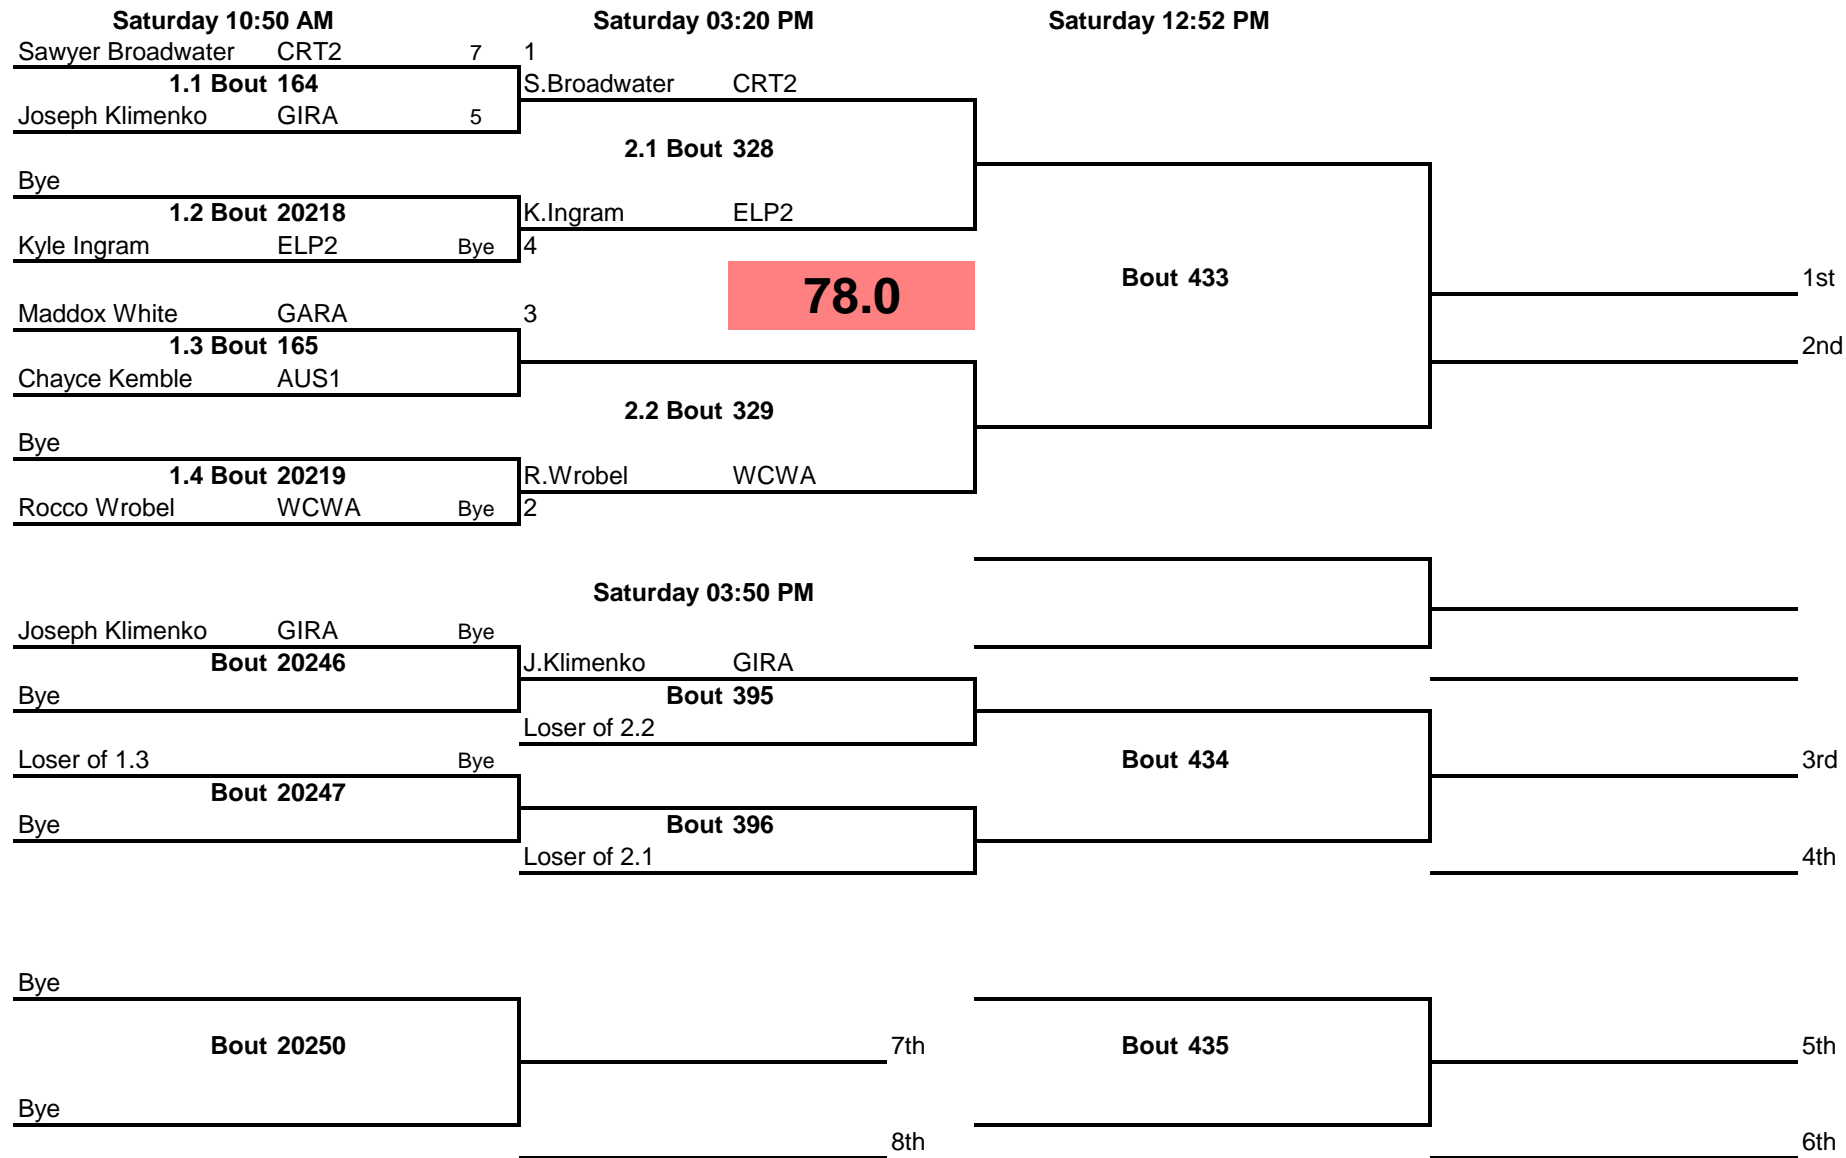 Saturday 10:50 AM Saturday 03:20 PM Saturday 12:52 PM
Sawyer Broadwater CRT2 7 1
1.1 Bout 164 S.Broadwater CRT2
Joseph Klimenko GIRA 5
2.1 Bout 328
Bye
1.2 Bout 20218 K.Ingram ELP2
Kyle Ingram ELP2 Bye 4
Bout 433 1st
78.0
Maddox White GARA 3
1.3 Bout 165 2nd
Chayce Kemble AUS1
2.2 Bout 329
Bye
1.4 Bout 20219 R.Wrobel WCWA
Rocco Wrobel WCWA Bye 2
Saturday 03:50 PM
Joseph Klimenko GIRA Bye
Bout 20246 J.Klimenko GIRA
Bye Bout 395
Loser of 2.2
Loser of 1.3 Bye Bout 434 3rd
Bout 20247
Bye Bout 396
Loser of 2.1 4th
Bye
Bout 20250 7th Bout 435 5th
Bye
8th 6th